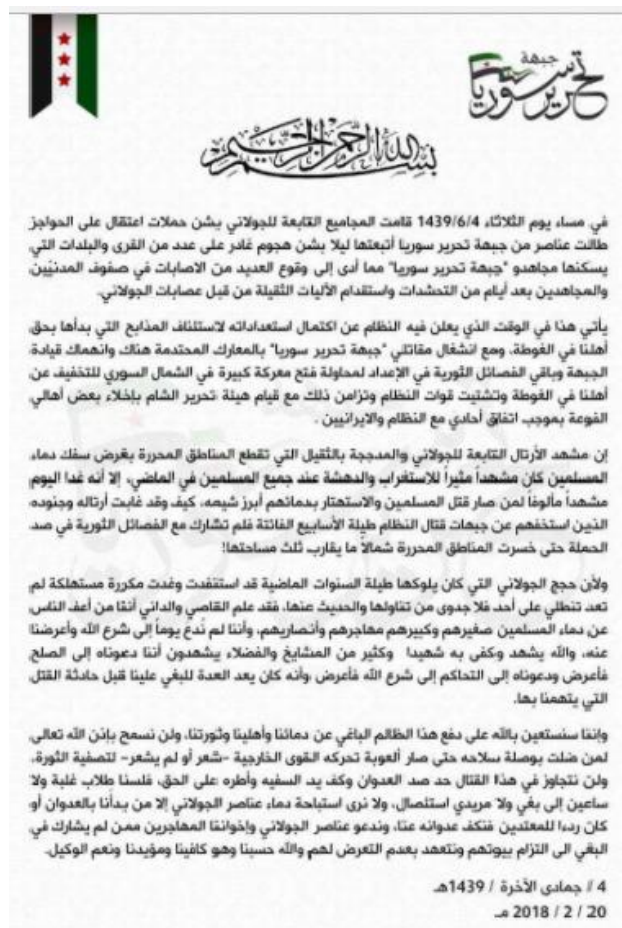 جبهة
تحرير سوريا
بسم الله الرحمن الرحيم
في مساء يوم الثلاثاء 1439/6/4 قامت المجاميع التابعة للجولاني بشن حملات اعتقال على الحواجز
طالت عناصر من جبهة تحرير سوريا أتبعتها ليلا بشن هجوم غادر على عدد من القرى والبلدات التي
يسكنها مجاهدو "جبهة تحرير سوريا" مما أدى إلى وقوع العديد من الاصابات في صفوف المدنيّين،
والمجاهدين بعد أيام من التحشدات واستقدام الأليات الثقيلة من قبل عصابات الجولاني.
يأتي هذا في الوقت الذي يعلن فيه النظام عن اكتمال استعداداته لاستئناف المذابح التي بدأها بحق
أهلنا في الغوطة، ومع انشغال مقاتلي "جبهة تحرير سوريا" بالمعارك المحتدمة هناك وانهماك قيادة
الجبهة وباقي الفصائل الثورية في الإعداد لمحاولة فتح معركة كبيرة في الشمال السوري للتخفيف عن
أهلنا في الغوطة وتشتيت قوات النظام وتزامن ذلك مع قيام هيئة تحرير الشام بإخلاء بعض أهالي
الفوعة بموجب اتفاق أحادي مع النظام والايرانيين .
إن مشهد الأرتال التابعة للجولاني والمدججة بالثقيل التي تقطع المناطق المحررة بغرض سفك دماء
المسلمين كان مشهداً مثيراً للاستغراب والدهشة عند جميع المسلمين في الماضي، إلا أنه غدا اليوم
مشهداً مألوفاً لمن صار قتل المسلمين والاستهتار بدمائهم أبرز شيمه، كيف وقد غابت أرتاله وجنوده
الذين استخفهم عن جبهات قتال النظام طيلة الأسابيع الفائتة فلم تشارك مع الفصائل الثورية في صد
الحملة حتى خسرت المناطق المحررة شمالاً ما يقارب ثلث مساحتها!
ولأن حجج الجولاني التي كان يلوكها طيلة السنوات الماضية قد استنفدت وغدت مكررة مستهلكة لم
تعد تنطلي على أحد فلا جدوى من تناولها والحديث عنها، فقد علم القاصي والداني أننا من أعف الناس
عن دماء المسلمين صغيرهم وكبيرهم مهاجرهم وأنصاريهم، وأننا لم نُدعَ يوماً إلى شرع الله وأعرضنا
عنه، والله يشهد وكفى به شهيدا وكثير من المشايخ والفضلاء يشهدون أننا دعوناه إلى الصلح
فأعرض ودعوناه إلى التحاكم إلى شرع الله فأعرض ،وأنه كان يعد العدة للبغي علينا قبل حادثة القتل
التي يتهمنا بها.
وإننا سنستعين بالله على دفع هذا الظالم الباغي عن دمائنا وأهلينا وثورتنا، ولن نسمح بإذن الله تعالى
لمن ضلت بوصلة سلاحه حتى صار ألعوبة تحركه القوى الخارجية -شعر أو لم يشعر- لتصفية الثورة.
ولن نتجاوز في هذا القتال حد صد العدوان وكف يد السفيه وأطره على الحق، فلسنا طلاب غلبة ولا
ساعين إلى بغي ولا مريدي استئصال، ولا نرى استباحة دماء عناصر الجولاني إلا من بدأنا بالعدوان أو
كان ردءا للمعتدين فنكف عدوانه عنا، وندعو عناصر الجولاني وإخواننا المهاجرين ممن لم يشارك في
البغي الى التزام بيوتهم ونتعهد بعدم التعرض لهم والله حسبنا وهو كافينا ومؤيدنا ونعم الوكيل.
4 // جمادى الأخرة / 1439هـ
20 / 2 / 2018 مـ